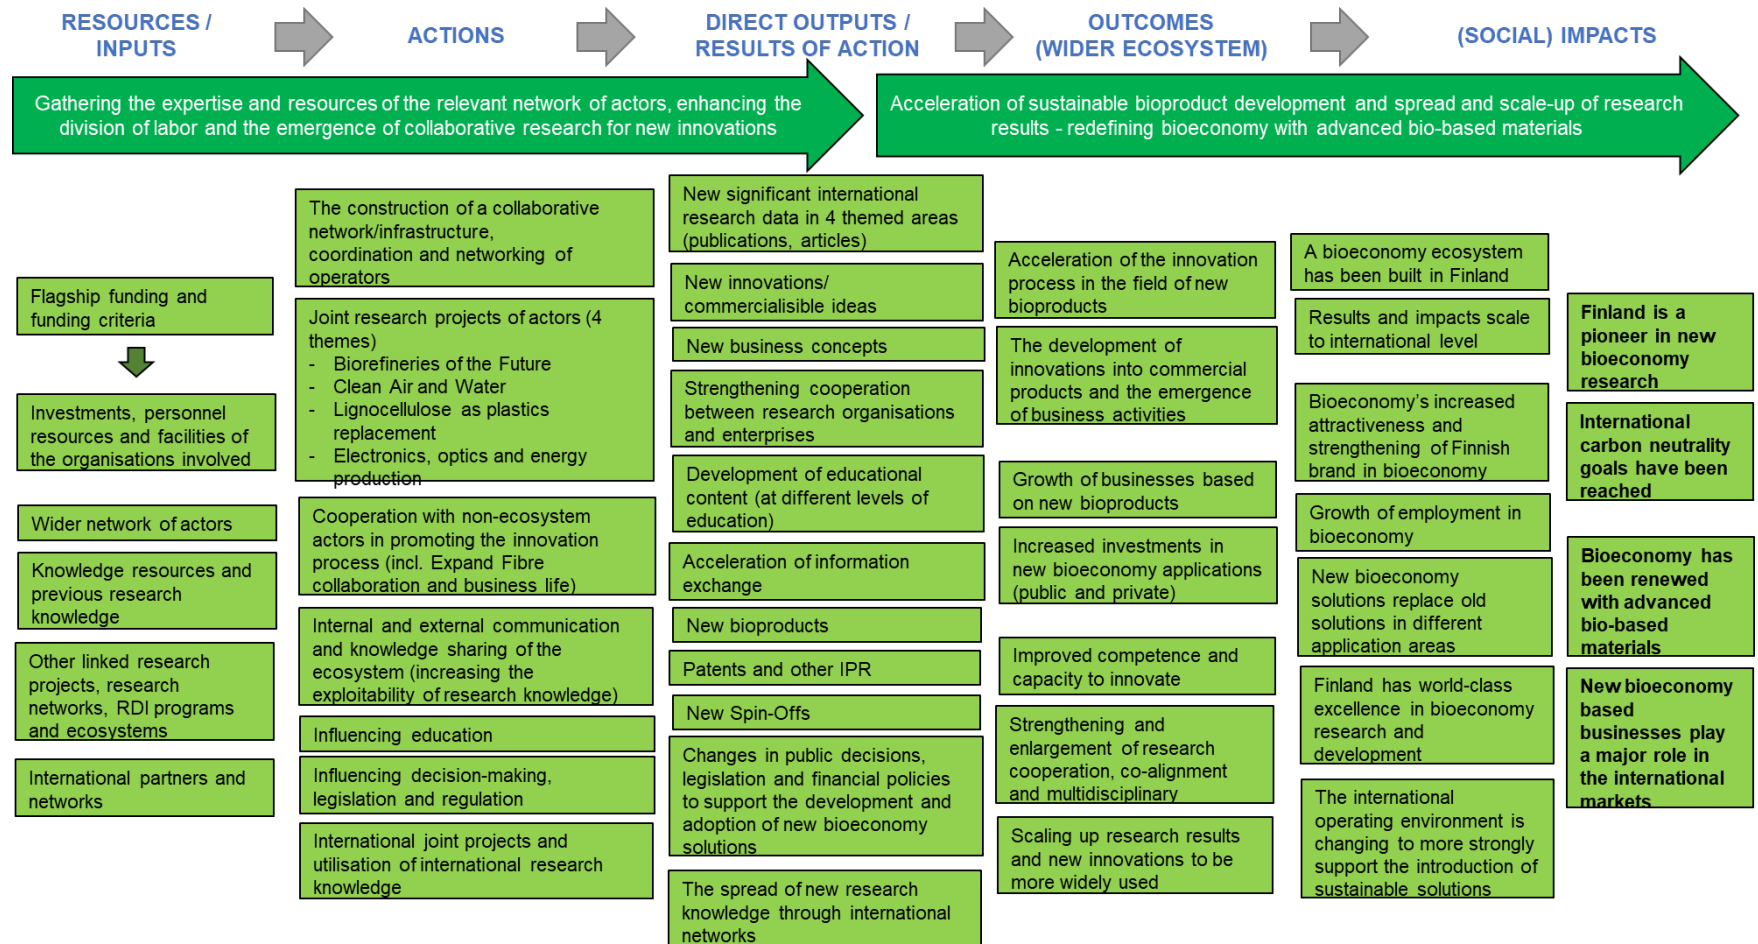 RESOURCES /
INPUTS
ACTIONS
DIRECT OUTPUTS /
RESULTS OF ACTION
OUTCOMES
(WIDER ECOSYSTEM)
(SOCIAL) IMPACTS
Gathering the expertise and resources of the relevant network of actors, enhancing the
division of labor and the emergence of collaborative research for new innovations
Acceleration of sustainable bioproduct development and spread and scale-up of research
results - redefining bioeconomy with advanced bio-based materials
Flagship funding and
funding criteria
Investments, personnel
resources and facilities of
the organisations involved
Wider network of actors
Knowledge resources and
previous research
knowledge
Other linked research
projects, research
networks, RDI programs
and ecosystems
International partners and
networks
The construction of a collaborative
network/infrastructure,
coordination and networking of
operators
Joint research projects of actors (4
themes)
- Biorefineries of the Future
- Clean Air and Water
- Lignocellulose as plastics
replacement
- Electronics, optics and energy
production
Cooperation with non-ecosystem
actors in promoting the innovation
process (incl. Expand Fibre
collaboration and business life)
Internal and external communication
and knowledge sharing of the
ecosystem (increasing the
exploitability of research knowledge)
Influencing education
Influencing decision-making,
legislation and regulation
International joint projects and
utilisation of international research
knowledge
New significant international
research data in 4 themed areas
(publications, articles)
New innovations/
commercialisible ideas
New business concepts
Strengthening cooperation
between research organisations
and enterprises
Development of educational
content (at different levels of
education)
Acceleration of information
exchange
New bioproducts
Patents and other IPR
New Spin-Offs
Changes in public decisions,
legislation and financial policies
to support the development and
adoption of new bioeconomy
solutions
The spread of new research
knowledge through international
networks
Acceleration of the innovation
process in the field of new
bioproducts
The development of
innovations into commercial
products and the emergence
of business activities
Growth of businesses based
on new bioproducts
Increased investments in
new bioeconomy applications
(public and private)
Improved competence and
capacity to innovate
Strengthening and
enlargement of research
cooperation, co-alignment
and multidisciplinary
Scaling up research results
and new innovations to be
more widely used
A bioeconomy ecosystem
has been built in Finland
Results and impacts scale
to international level
Bioeconomy's increased
attractiveness and
strengthening of Finnish
brand in bioeconomy
Growth of employment in
bioeconomy
New bioeconomy
solutions replace old
solutions in different
application areas
Finland has world-class
excellence in bioeconomy
research and
development
The international
operating environment is
changing to more strongly
support the introduction of
sustainable solutions
Finland is a
pioneer in new
bioeconomy
research
International
carbon neutrality
goals have been
reached
Bioeconomy has
been renewed
with advanced
bio-based
materials
New bioeconomy
based
businesses play
a major role in
the international
markets